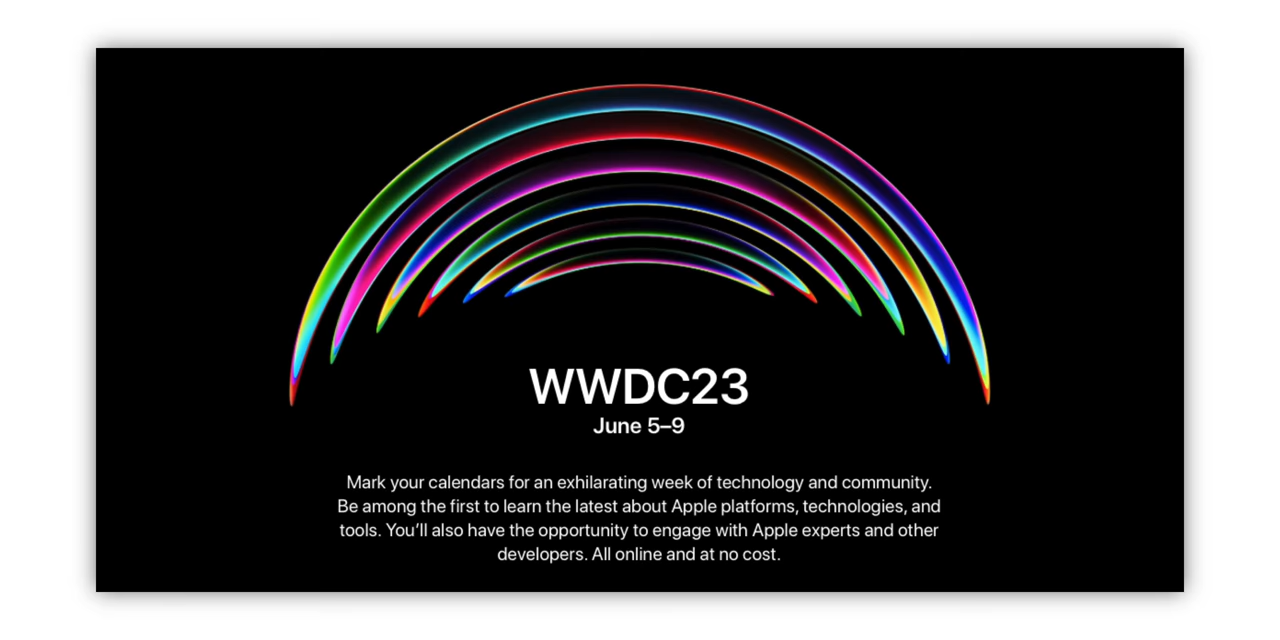 WWDC23
June 5–9
Mark your calendars for an exhilarating week of technology and community.
Be among the first to learn the latest about Apple platforms, technologies, and
tools. You’ll also have the opportunity to engage with Apple experts and other
developers. All online and at no cost.